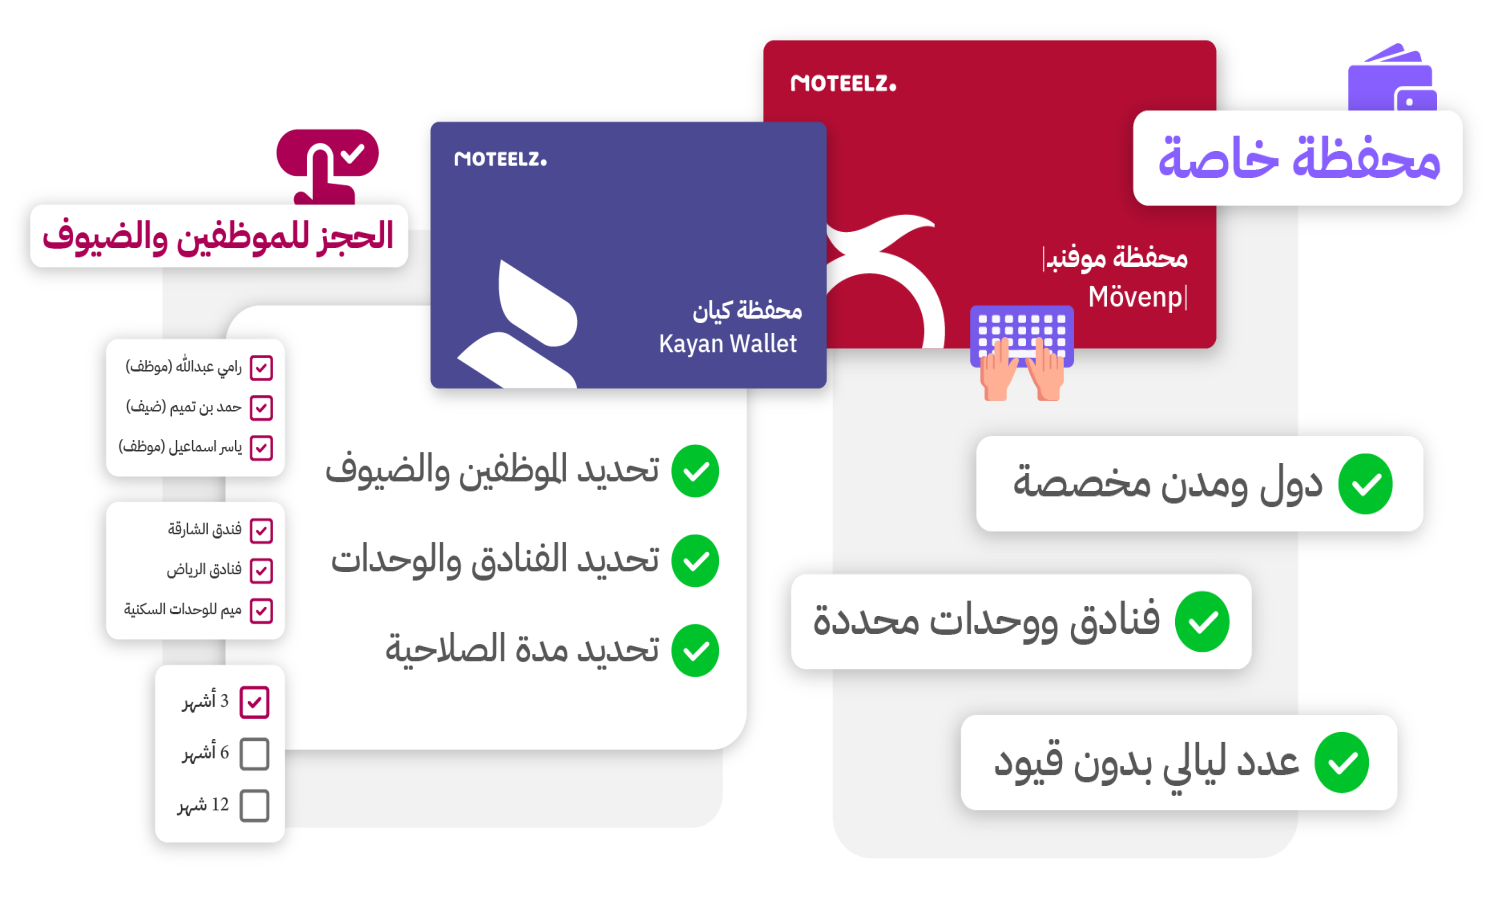 محفظة خاصة
MOTEELZ.
محفظة موفنبـ
Mövenp
دول ومدن مخصصة
فنادق ووحدات محددة
عدد ليالي بدون قيود
MOTEELZ.
محفظة كيان
Kayan Wallet
الحجز للموظفين والضيوف
تحديد الموظفين والضيوف
تحديد الفنادق والوحدات
تحديد مدة الصلاحية
رامي عبدالله (موظف)
حمد بن تميم (ضيف)
ياسر اسماعيل (موظف)
فندق الشارقة
فنادق الرياض
ميم للوحدات السكنية
3 أشهر
6 أشهر
12 شهر